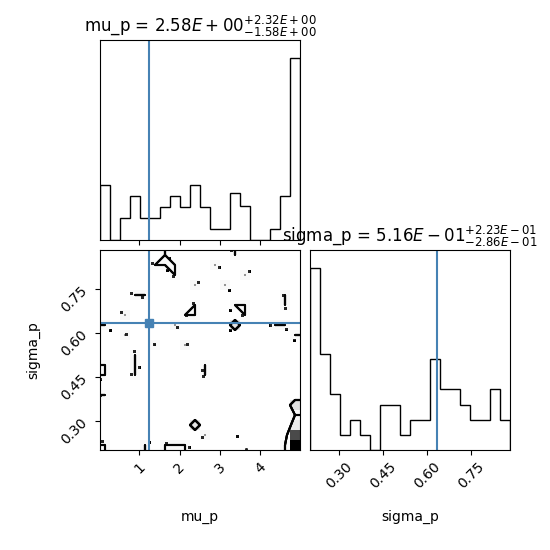 mu_p = 2.58E + 00+2.32E+00−1.58E+00
sigma_p = 5.16E − 01+2.23E−01−2.86E−01
0.75
0.60
0.45
0.30
sigma_p
1 2 3 4
0.30 0.45 0.60 0.75
mu_p sigma_p